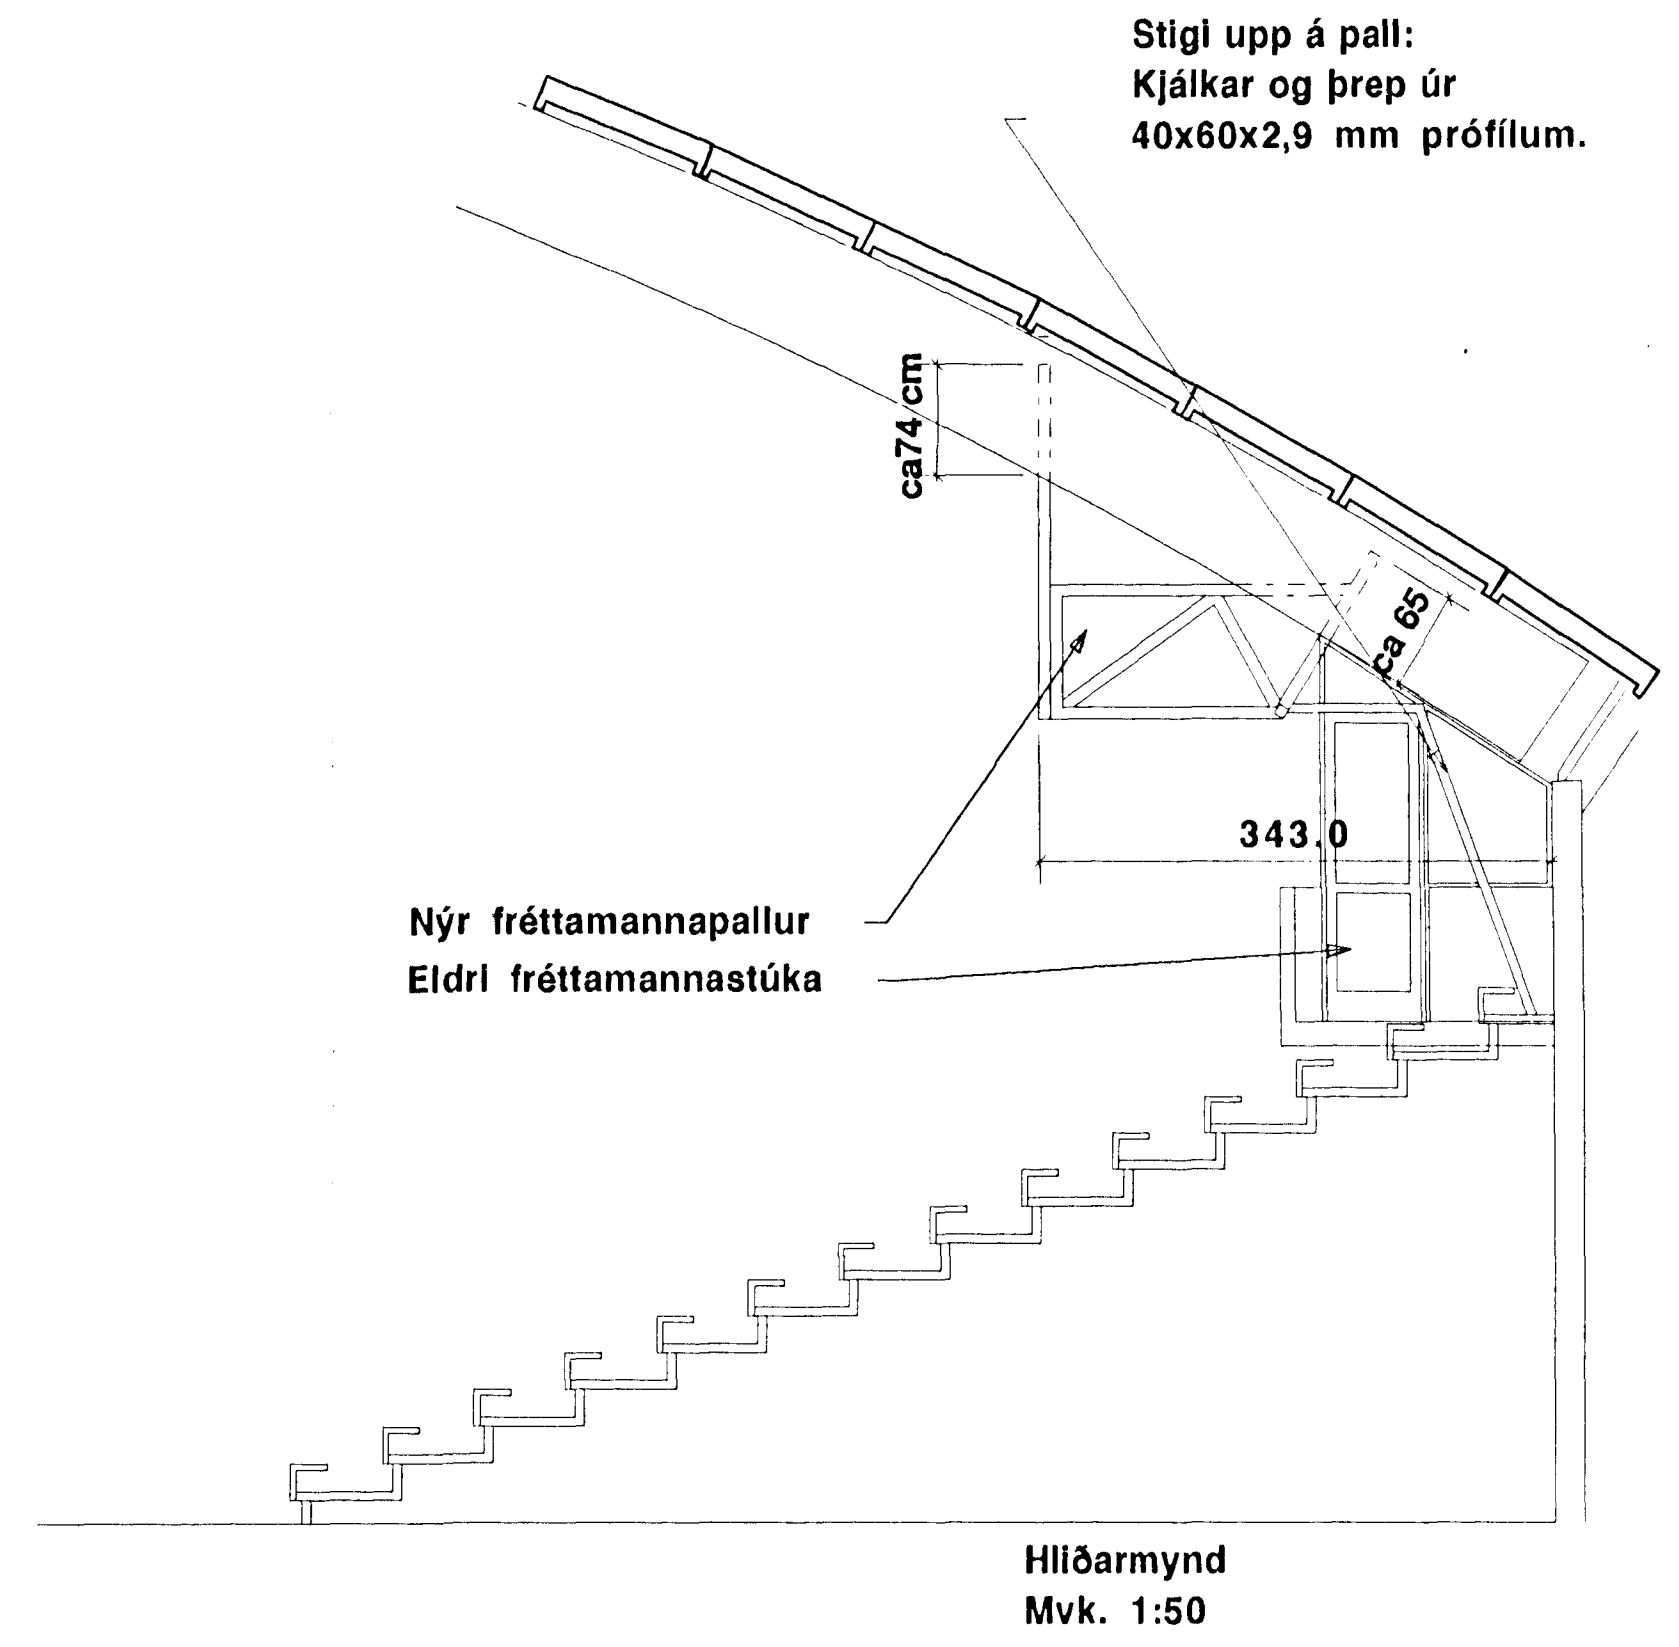 Stigi upp á pall:
Kjálkar og þrep úr
40x60x2,9 mm prófílum.
ca74 cm
ca 65
343.0
Nýr fréttamannapallur
Eldri fréttamannastúka
Hliðarmynd
Mvk. 1:50